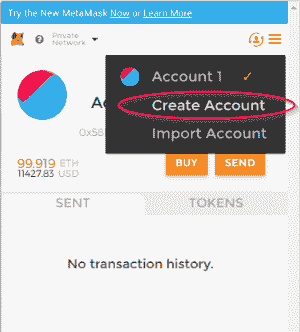 Try the New MetaMask Now or Learn More
Private
Network
Account 1
Create Account
Import Account
0x58
99.919 ETH
11427.83 USD
BUY
SEND
SENT
TOKENS
No transaction history.